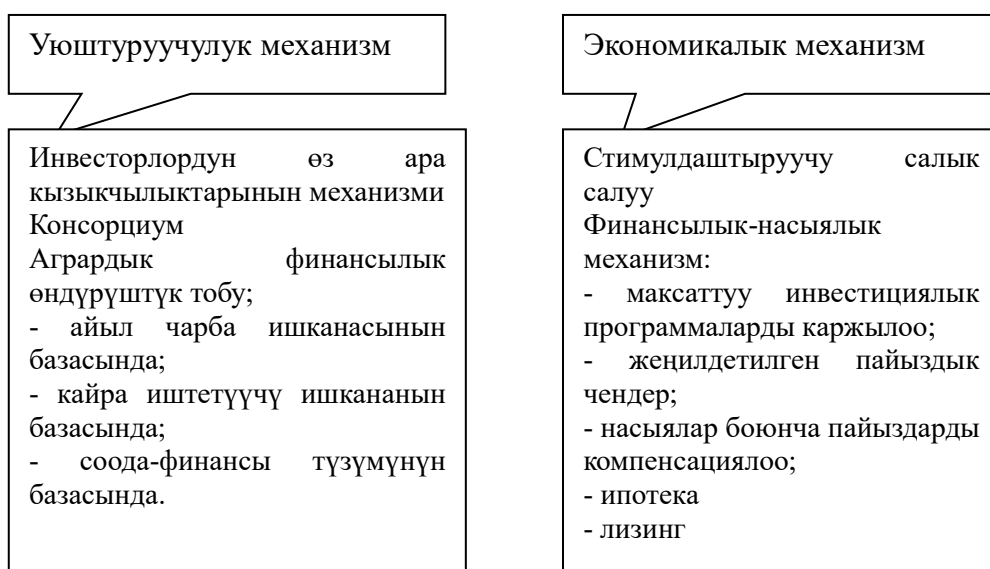 Уюштуруучулук механизм
Инвесторлордун өз ара
кызыкчылыктарынын механизми
Консорциум
Агрардык финансылык
өндүрүштүк тобу;
- айыл чарба ишканасынын
базасында;
- кайра иштетүүчү ишкананын
базасында;
- соода-финансы түзүмүнүн
базасында.
Экономикалык механизм
Стимулдаштыруучу салык
салуу
Финансылык-насыялык
механизм:
- максаттуу инвестициялык
программаларды каржылоо;
- жеңилдетилген пайыздык
чендер;
- насыялар боюнча пайыздарды
компенсациялоо;
- ипотека
- лизинг